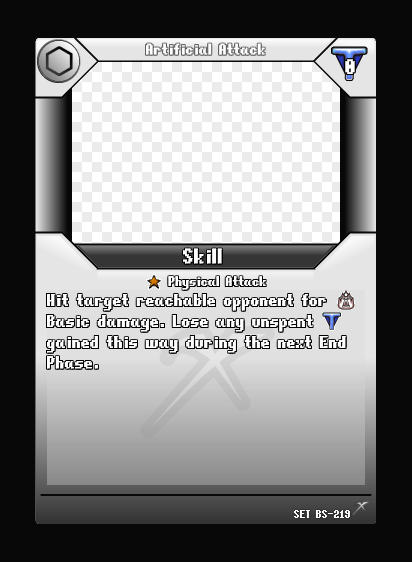 Artificial Attack
Skill
Physical Attack
Hit target reachable opponent for
Basic damage. Lose any unspent
gained this way during the next End
Phase.
SET BS-219